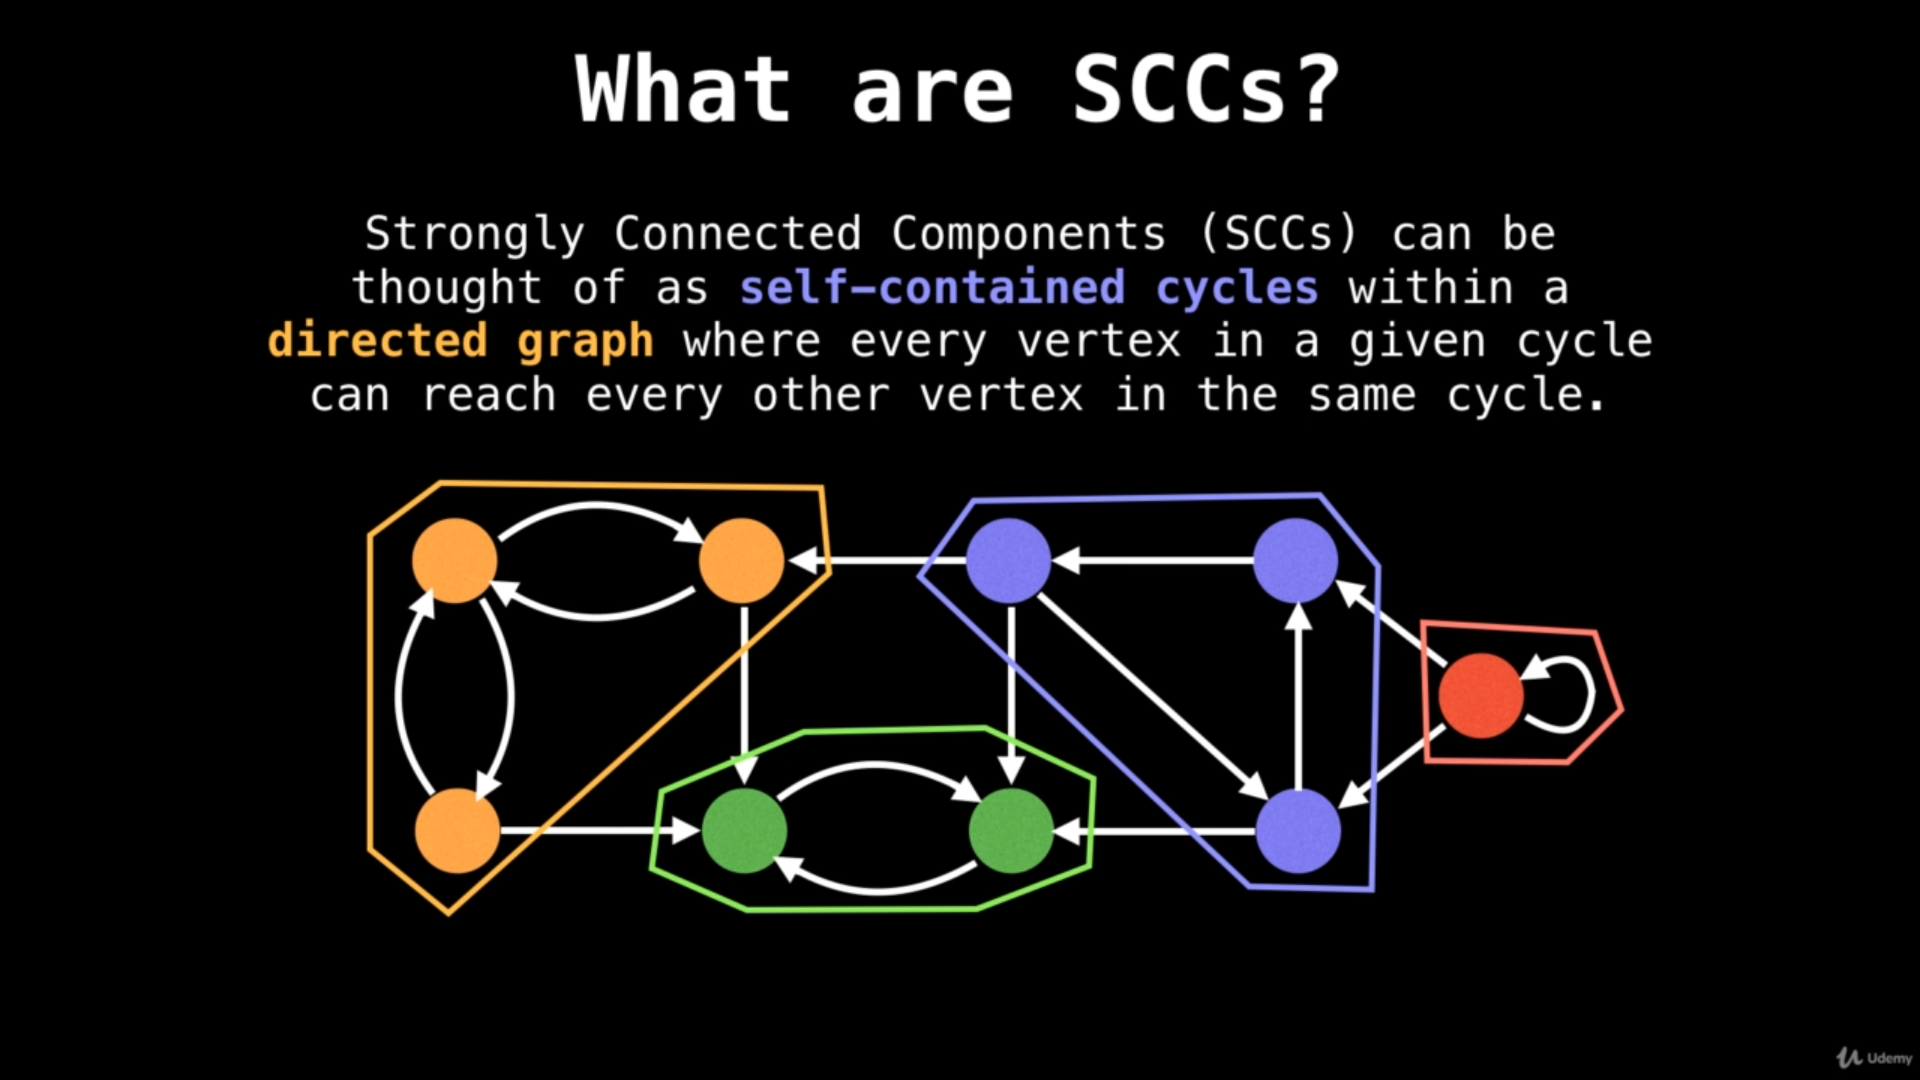 What are SCCs?
Strongly Connected Components (SCCs) can be
thought of as self-contained cycles within a
directed graph where every vertex in a given cycle
can reach every other vertex in the same cycle.
Udemy